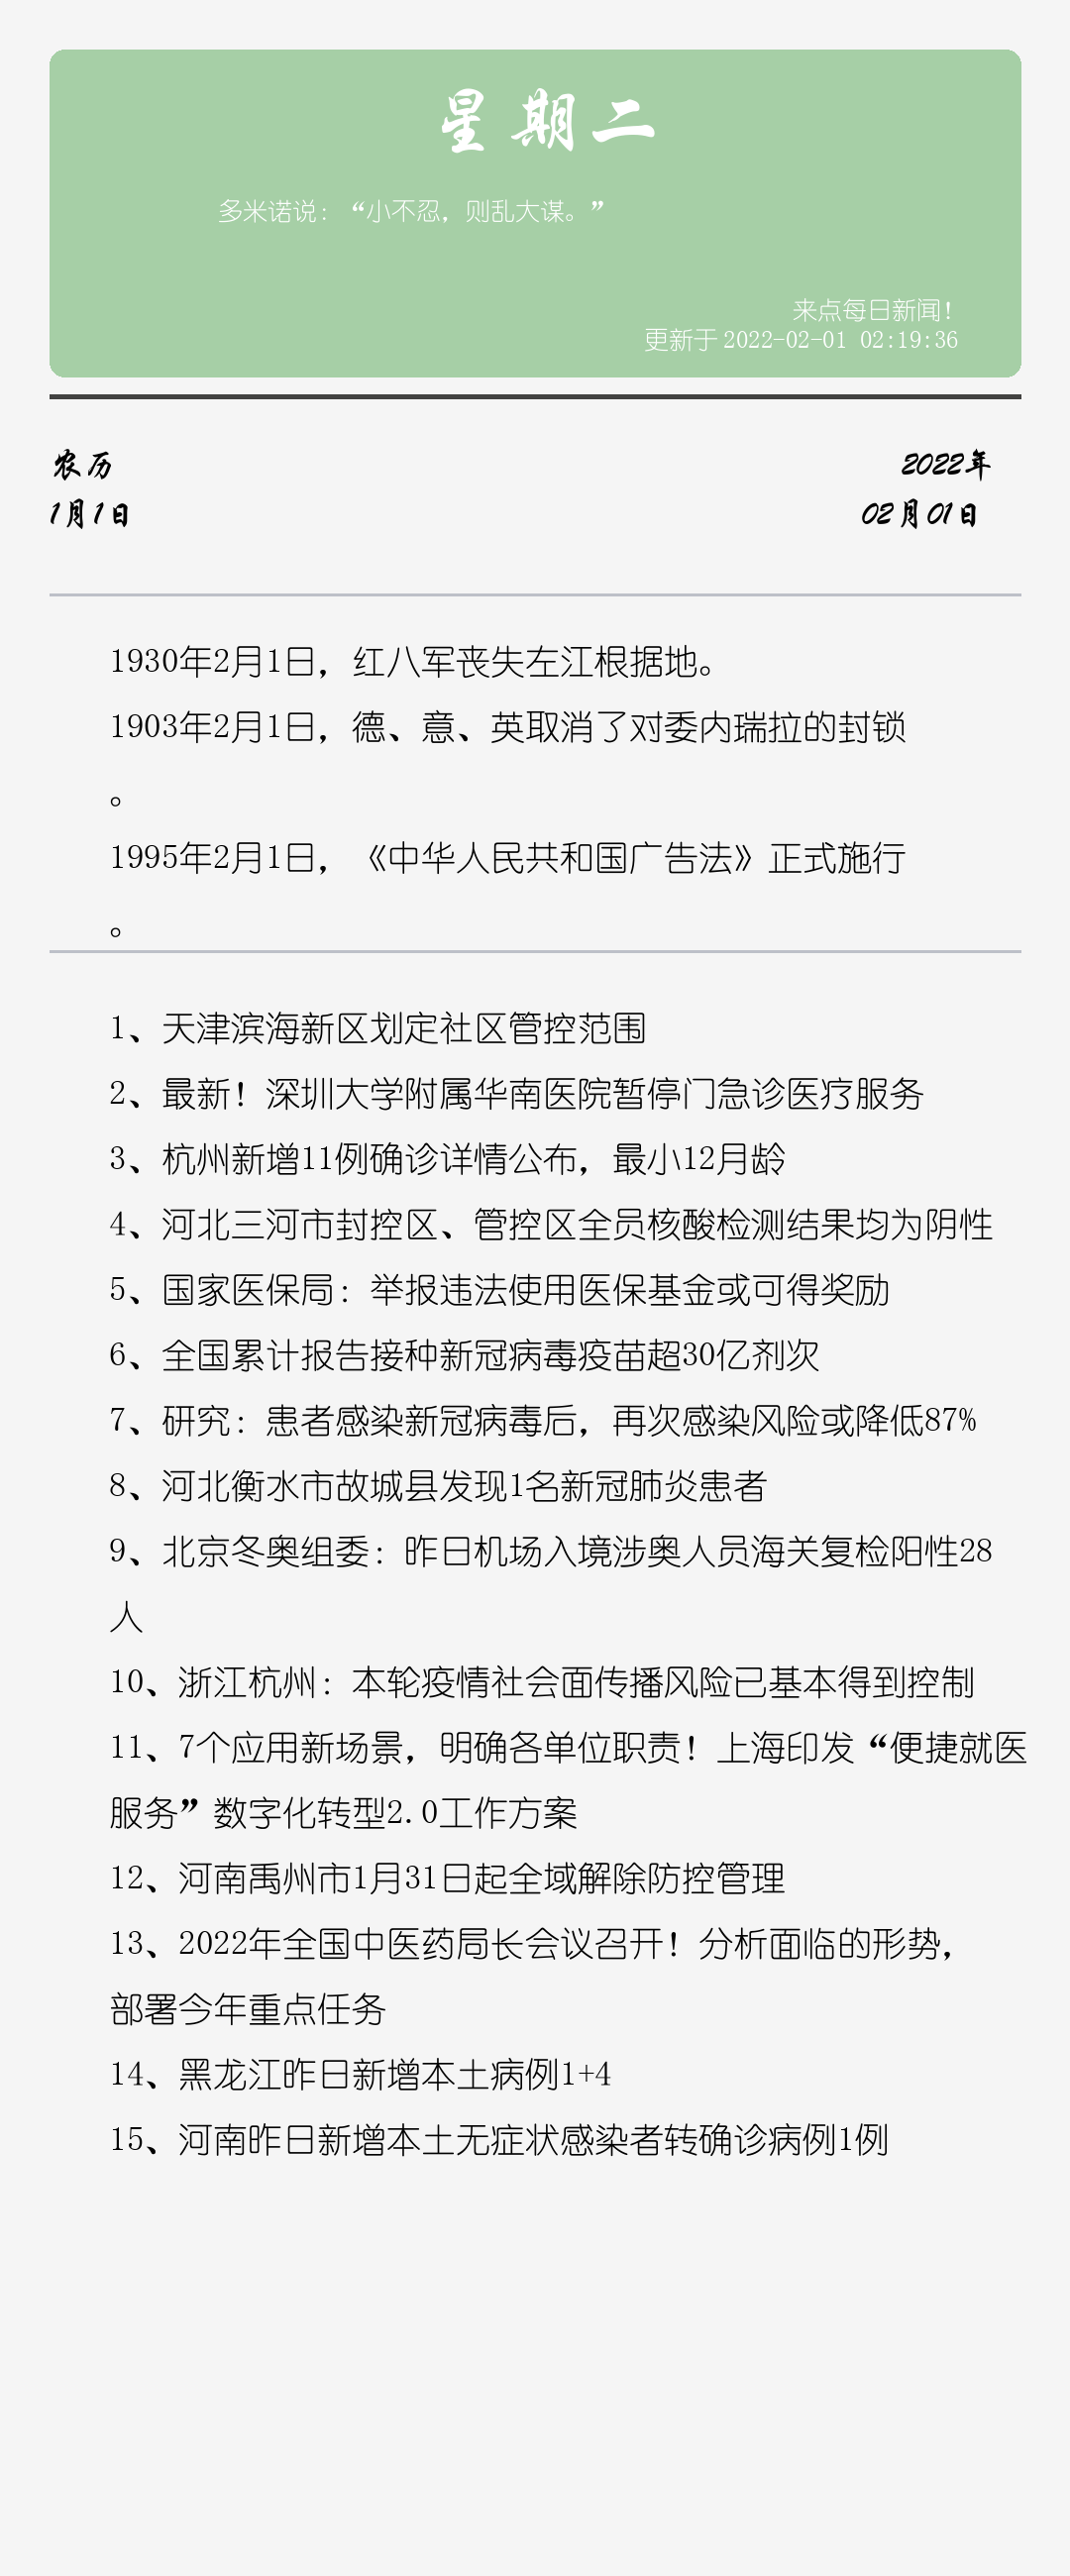 星期二
多米诺说：“小不忍，则乱大谋。”
来点每日新闻！
更新于 2022-02-01 02:19:36
农历
2022年
1月1日
02月01日
1930年2月1日，红八军丧失左江根据地。
1903年2月1日，德、意、英取消了对委内瑞拉的封锁
。
1995年2月1日，《中华人民共和国广告法》正式施行
。
1、天津滨海新区划定社区管控范围
2、最新！深圳大学附属华南医院暂停门急诊医疗服务
3、杭州新增11例确诊详情公布，最小12月龄
4、河北三河市封控区、管控区全员核酸检测结果均为阴性
5、国家医保局：举报违法使用医保基金或可得奖励
6、全国累计报告接种新冠病毒疫苗超30亿剂次
7、研究：患者感染新冠病毒后，再次感染风险或降低87%
8、河北衡水市故城县发现1名新冠肺炎患者
9、北京冬奥组委：昨日机场入境涉奥人员海关复检阳性28
人
10、浙江杭州：本轮疫情社会面传播风险已基本得到控制
11、7个应用新场景，明确各单位职责！上海印发“便捷就医
服务”数字化转型2.0工作方案
12、河南禹州市1月31日起全域解除防控管理
13、2022年全国中医药局长会议召开！分析面临的形势，
部署今年重点任务
14、黑龙江昨日新增本土病例1+4
15、河南昨日新增本土无症状感染者转确诊病例1例